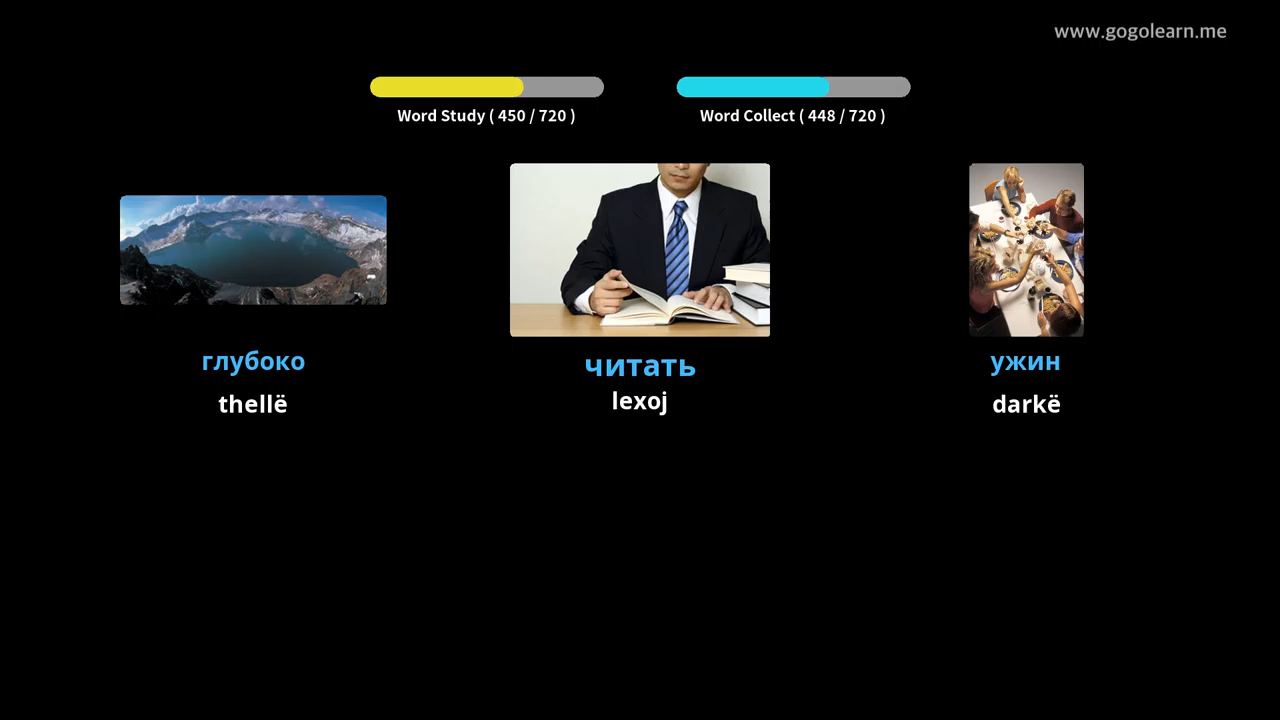 www.gogolearn.me
Word Study ( 450 / 720 )
Word Collect ( 448 / 720 )
глубоко
читать
ужин
thellë
lexoj
darkë